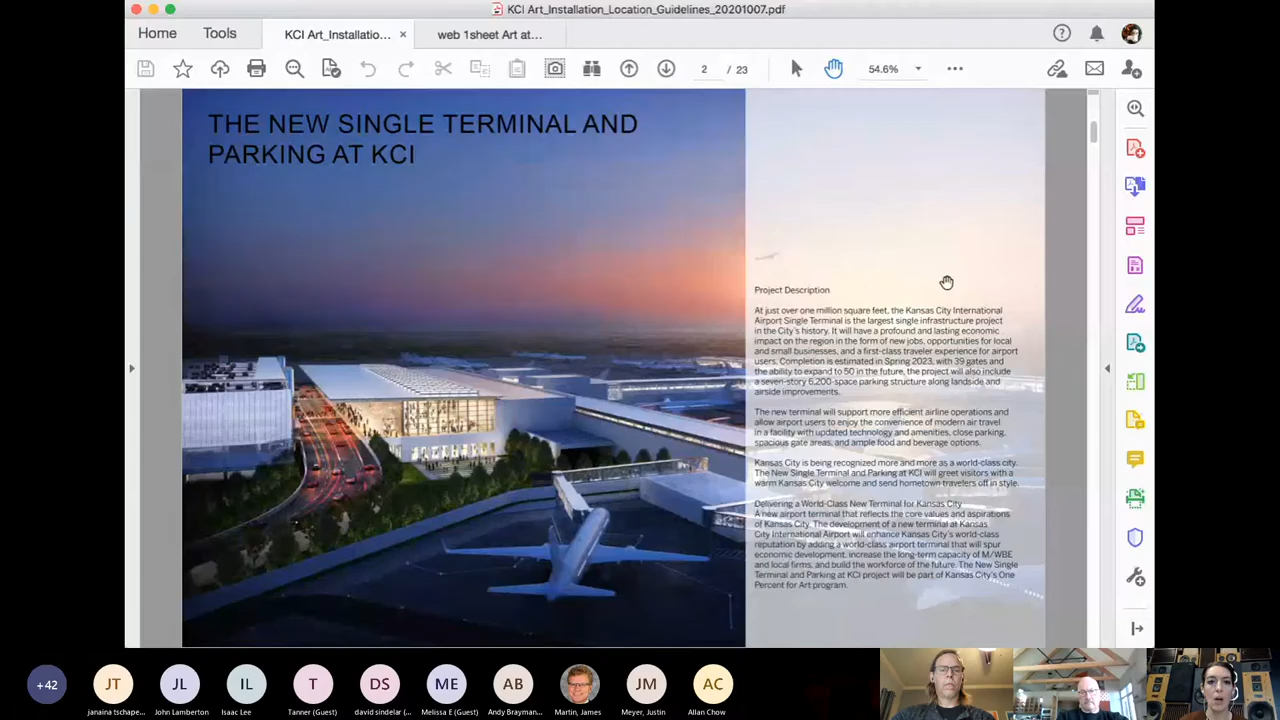 KCI Art_Installation_Location_Guidelines_20201007.pdf
Home
Tools
KCI Art_Installatio...
×
web 1sheet Art at...
2
/ 23
54.6%
THE NEW SINGLE TERMINAL AND
PARKING AT KCI
Project Description
At just over one million square feet, the Kansas City International
Airport Single Terminal is the largest single infrastructure project
in the City's history. It will have a profound and lasting economic
impact on the region in the form of new jobs, opportunities for local
and small businesses, and a first-class traveler experience for airport
users. Completion is estimated in Spring 2023, with 39 gates and
the ability to expand to 50 in the future, the project will also include
a seven-story 6,200-space parking structure along landside and
airside improvements.
The new terminal will support more efficient airline operations and
allow airport users to enjoy the convenience of modern air travel
in a facility with updated technology and amenities, close parking,
spacious gate areas, and ample food and beverage options.
Kansas City is being recognized more and more as a world-class city.
The New Single Terminal and Parking at KCI will greet visitors with a
warm Kansas City welcome and send hometown travelers off in style.
Delivering a World-Class New Terminal for Kansas City
A new airport terminal that reflects the core values and aspirations
of Kansas City. The development of a new terminal at Kansas
City International Airport will enhance Kansas City's world-class
reputation by adding a world-class airport terminal that will spur
economic development, increase the long-term capacity of M/WBE
and local firms, and build the workforce of the future. The New Single
Terminal and Parking at KCI project will be part of Kansas City's One
Percent for Art program.
+42
JT
JL
IL
T
DS
ME
AB
JM
AC
janaina tschape...
John Lamberton
Isaac Lee
Tanner (Guest)
david sindelar (...
Melissa E (Guest)
Andy Brayman...
Martin, James
Meyer, Justin
Allan Chow